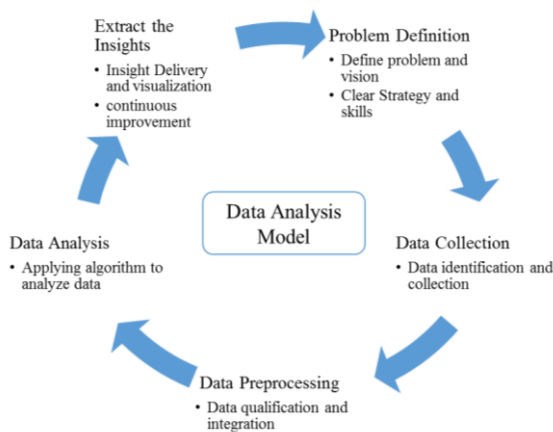 Extract the
Insights
• Insight Delivery
and visualization
• continuous
improvement
Problem Definition
• Define problem and
vision
• Clear Strategy and
skills
Data Analysis
Model
Data Analysis
• Applying algorithm to
analyze data
Data Collection
• Data identification and
collection
Data Preprocessing
• Data qualification and
integration